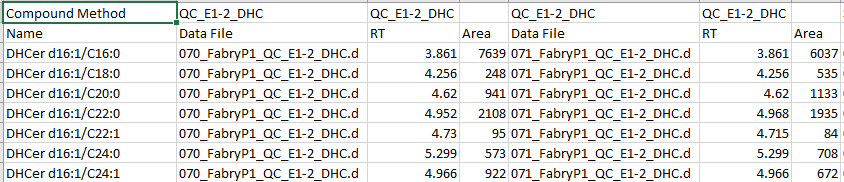 Compound Method QC_E1-2_DHC QC_E1-2_DHC QC_E1-2_DHC QC_E1-2_DHC
Name Data File RT Area Data File RT Area
DHCer d16:1/C16:0 070_FabryP1_QC_E1-2_DHC.d 3.861 7639 071_FabryP1_QC_E1-2_DHC.d 3.861 6037
DHCer d16:1/C18:0 070_FabryP1_QC_E1-2_DHC.d 4.256 248 071_FabryP1_QC_E1-2_DHC.d 4.256 535
DHCer d16:1/C20:0 070_FabryP1_QC_E1-2_DHC.d 4.62 941 071_FabryP1_QC_E1-2_DHC.d 4.62 1133
DHCer d16:1/C22:0 070_FabryP1_QC_E1-2_DHC.d 4.952 2108 071_FabryP1_QC_E1-2_DHC.d 4.968 1935
DHCer d16:1/C22:1 070_FabryP1_QC_E1-2_DHC.d 4.73 95 071_FabryP1_QC_E1-2_DHC.d 4.715 84
DHCer d16:1/C24:0 070_FabryP1_QC_E1-2_DHC.d 5.299 573 071_FabryP1_QC_E1-2_DHC.d 5.299 708
DHCer d16:1/C24:1 070_FabryP1_QC_E1-2_DHC.d 4.966 922 071_FabryP1_QC_E1-2_DHC.d 4.966 672